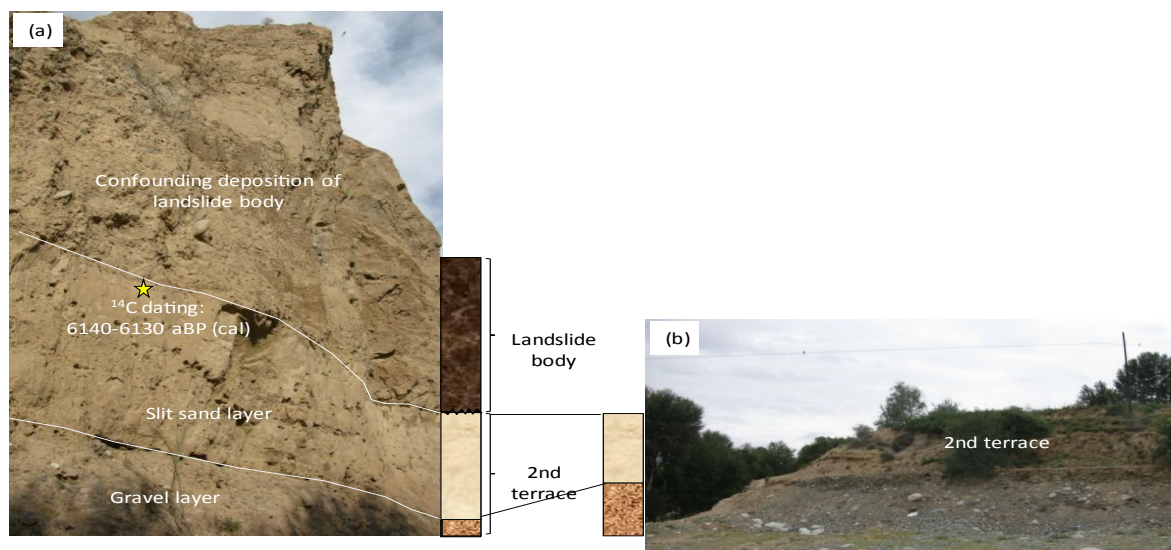 (a)
Confounding deposition of
landslide body
14C dating:
6140-6130 aBP (cal)
Slit sand layer
Gravel layer
Landslide
body
2nd
terrace
(b)
2nd terrace